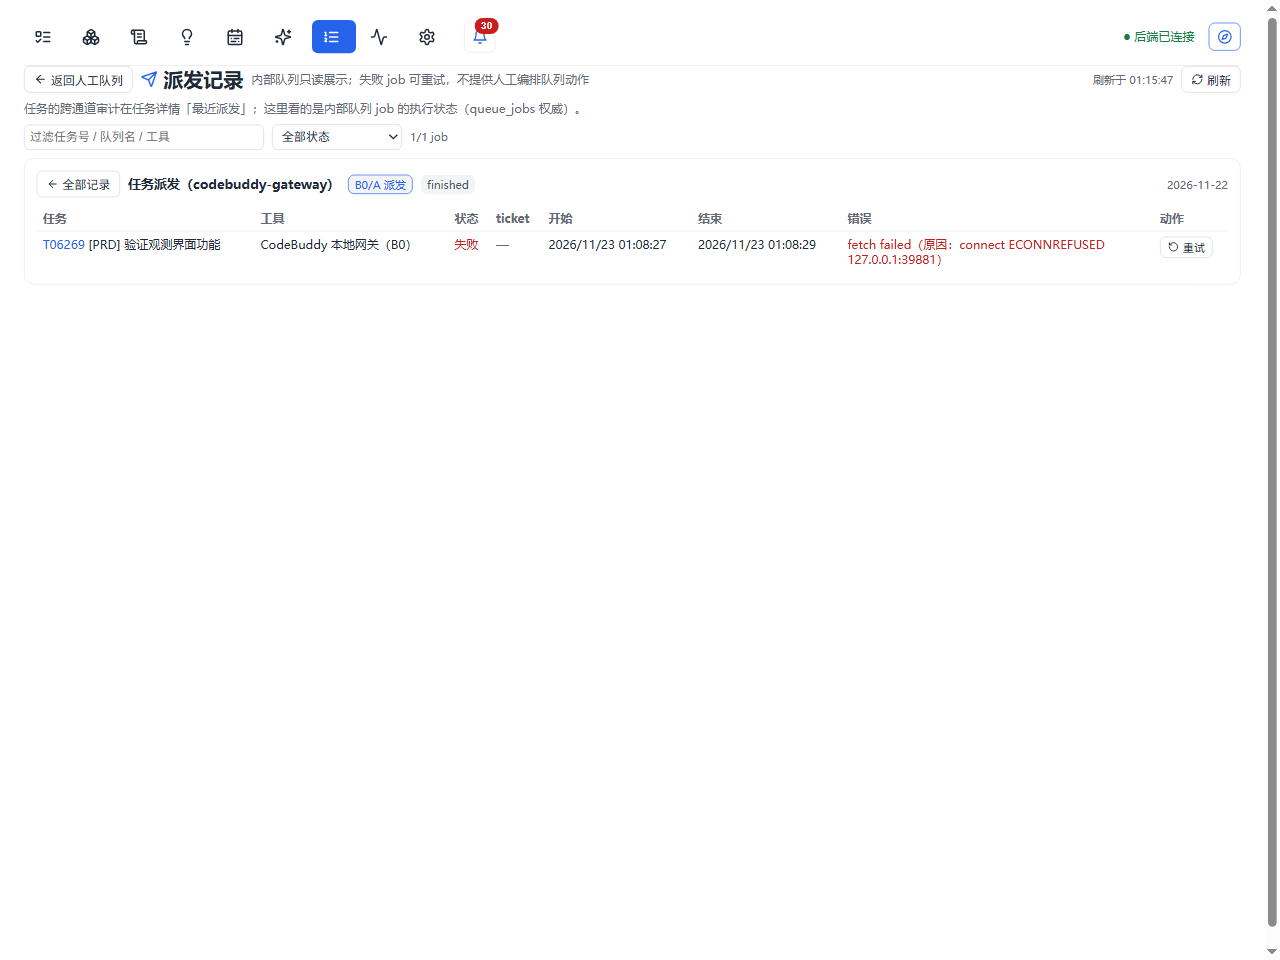 30
后端已连接
返回人工队列
派发记录
内部队列只读展示；失败 job 可重试，不提供人工编排队列动作
刷新于 01:15:47
刷新
任务的跨通道审计在任务详情「最近派发」；这里看的是内部队列 job 的执行状态（queue_jobs 权威）。
过滤任务号 / 队列名 / 工具
全部状态
1/1 job
全部记录
任务派发（codebuddy-gateway）
B0/A 派发
finished
2026-11-22
任务 工具 状态 ticket 开始 结束 错误 动作
T06269 [PRD] 验证观测界面功能 CodeBuddy 本地网关（B0） 失败 — 2026/11/23 01:08:27 2026/11/23 01:08:29 fetch failed（原因：connect ECONNREFUSED
127.0.0.1:39881）
重试